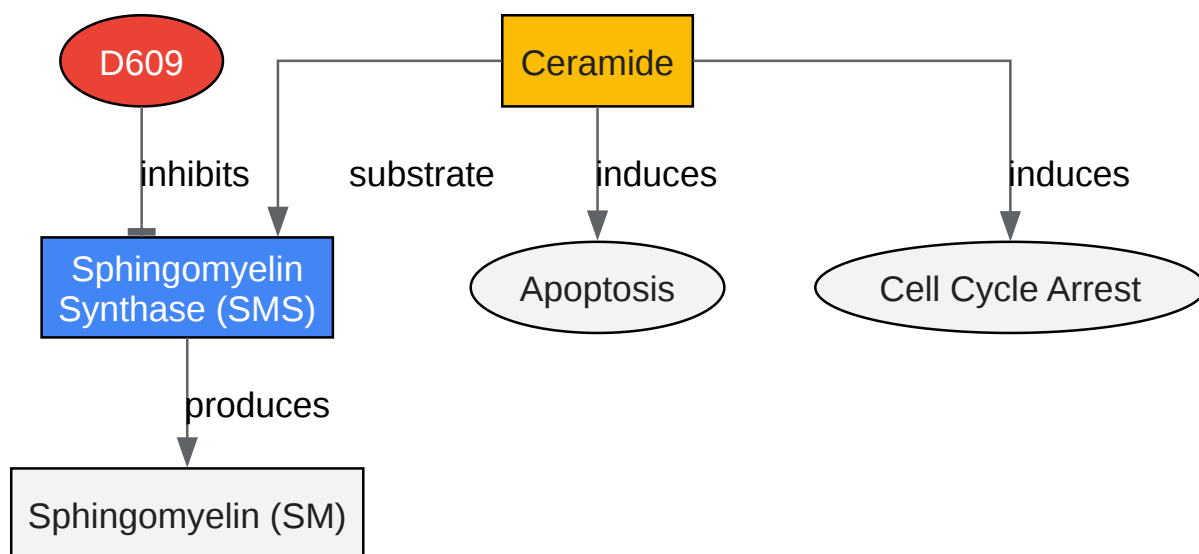 D609
Ceramide
inhibits
substrate
induces
induces
Sphingomyelin
Synthase (SMS)
Apoptosis
Cell Cycle Arrest
produces
Sphingomyelin (SM)